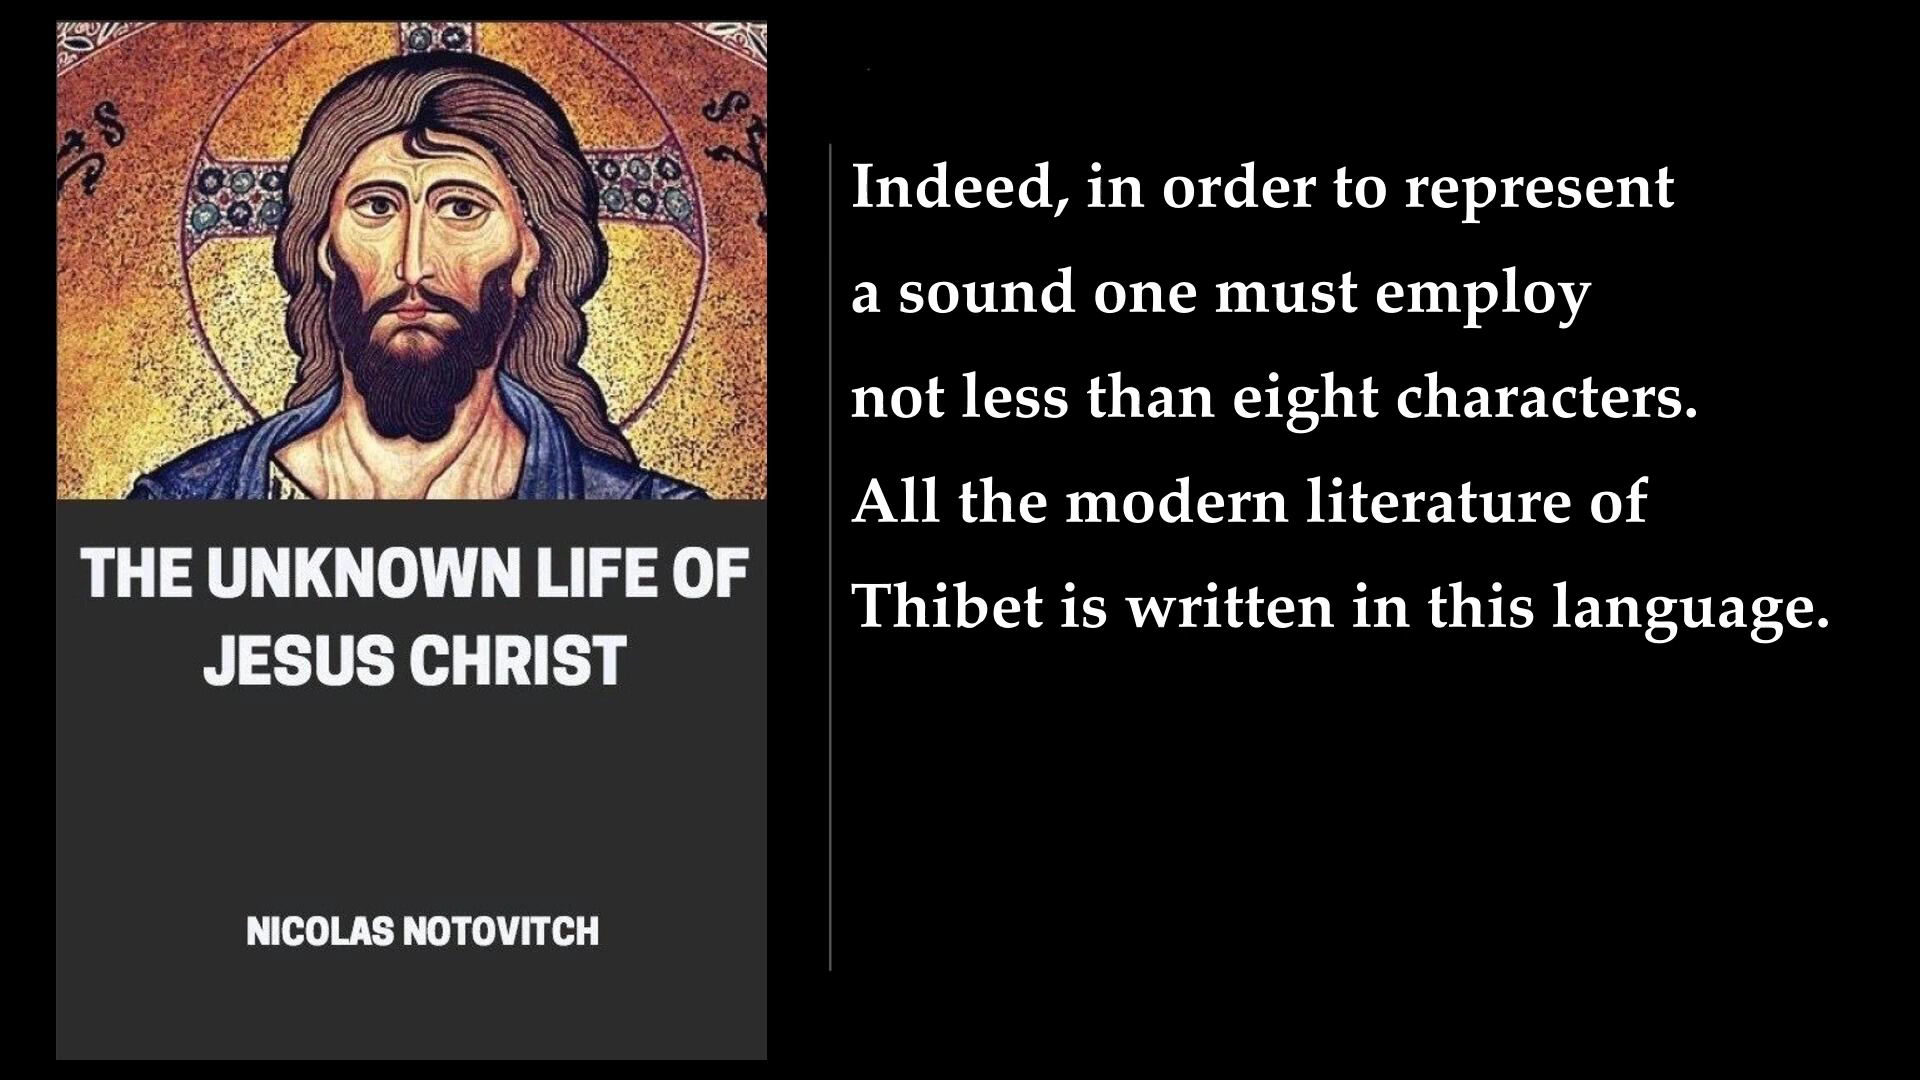 THE UNKNOWN LIFE OF
JESUS CHRIST
NICOLAS NOTOVITCH
Indeed, in order to represent
a sound one must employ
not less than eight characters.
All the modern literature of
Thibet is written in this language.